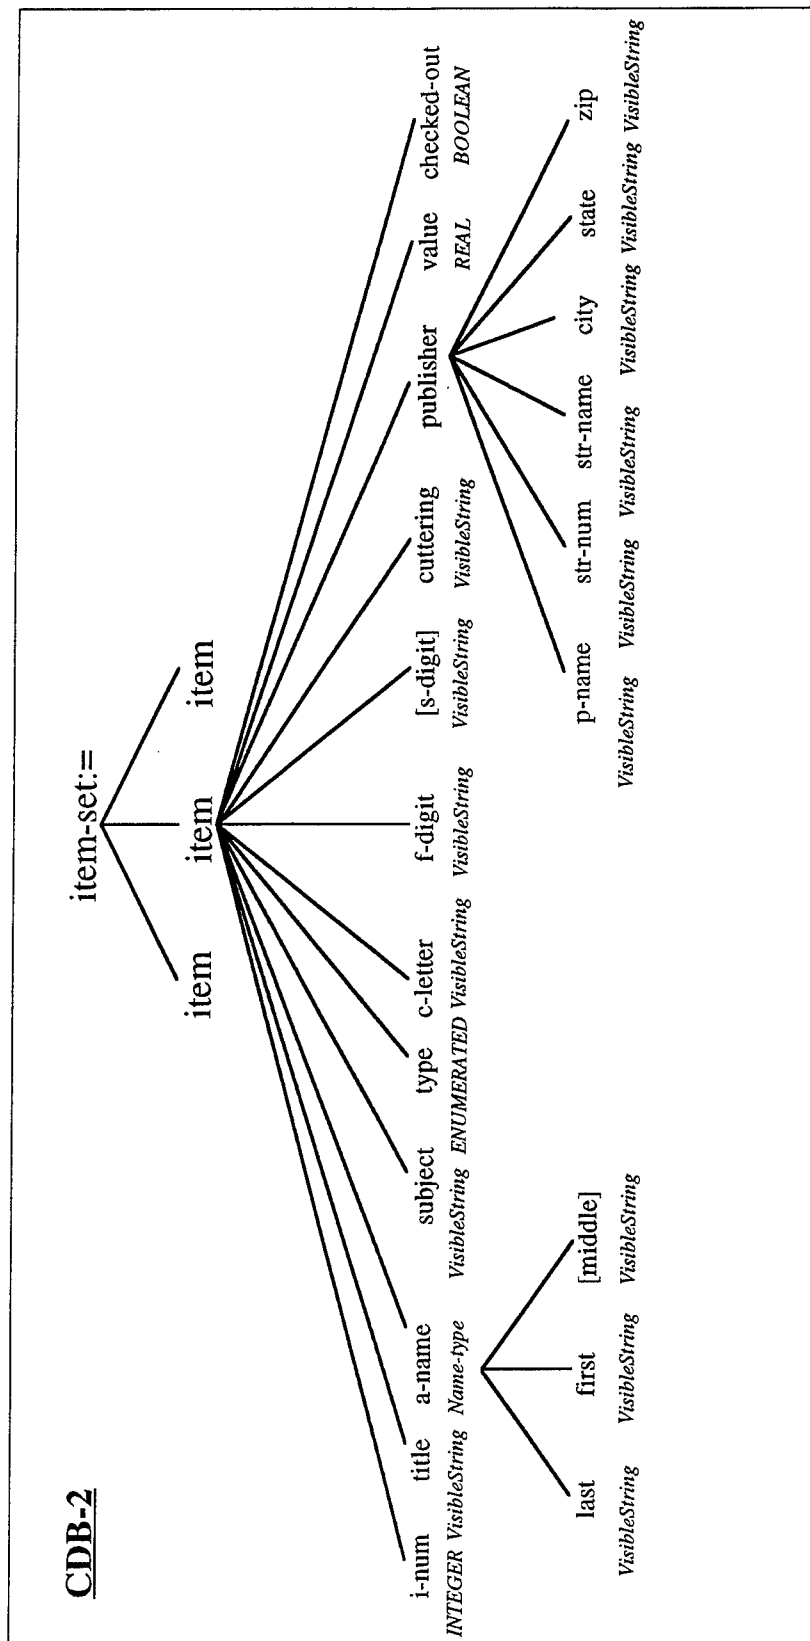 CDB-2
item-set:=
item item item
i-num title a-name subject type c-letter f-digit [s-digit] cuttering publisher value checked-out
INTEGER VisibleString Name-type VisibleString ENUMERATED VisibleString VisibleString VisibleString VisibleString REAL BOOLEAN
last first [middle] p-name str-num str-name city state zip
VisibleString VisibleString VisibleString VisibleString VisibleString VisibleString VisibleString VisibleString VisibleString